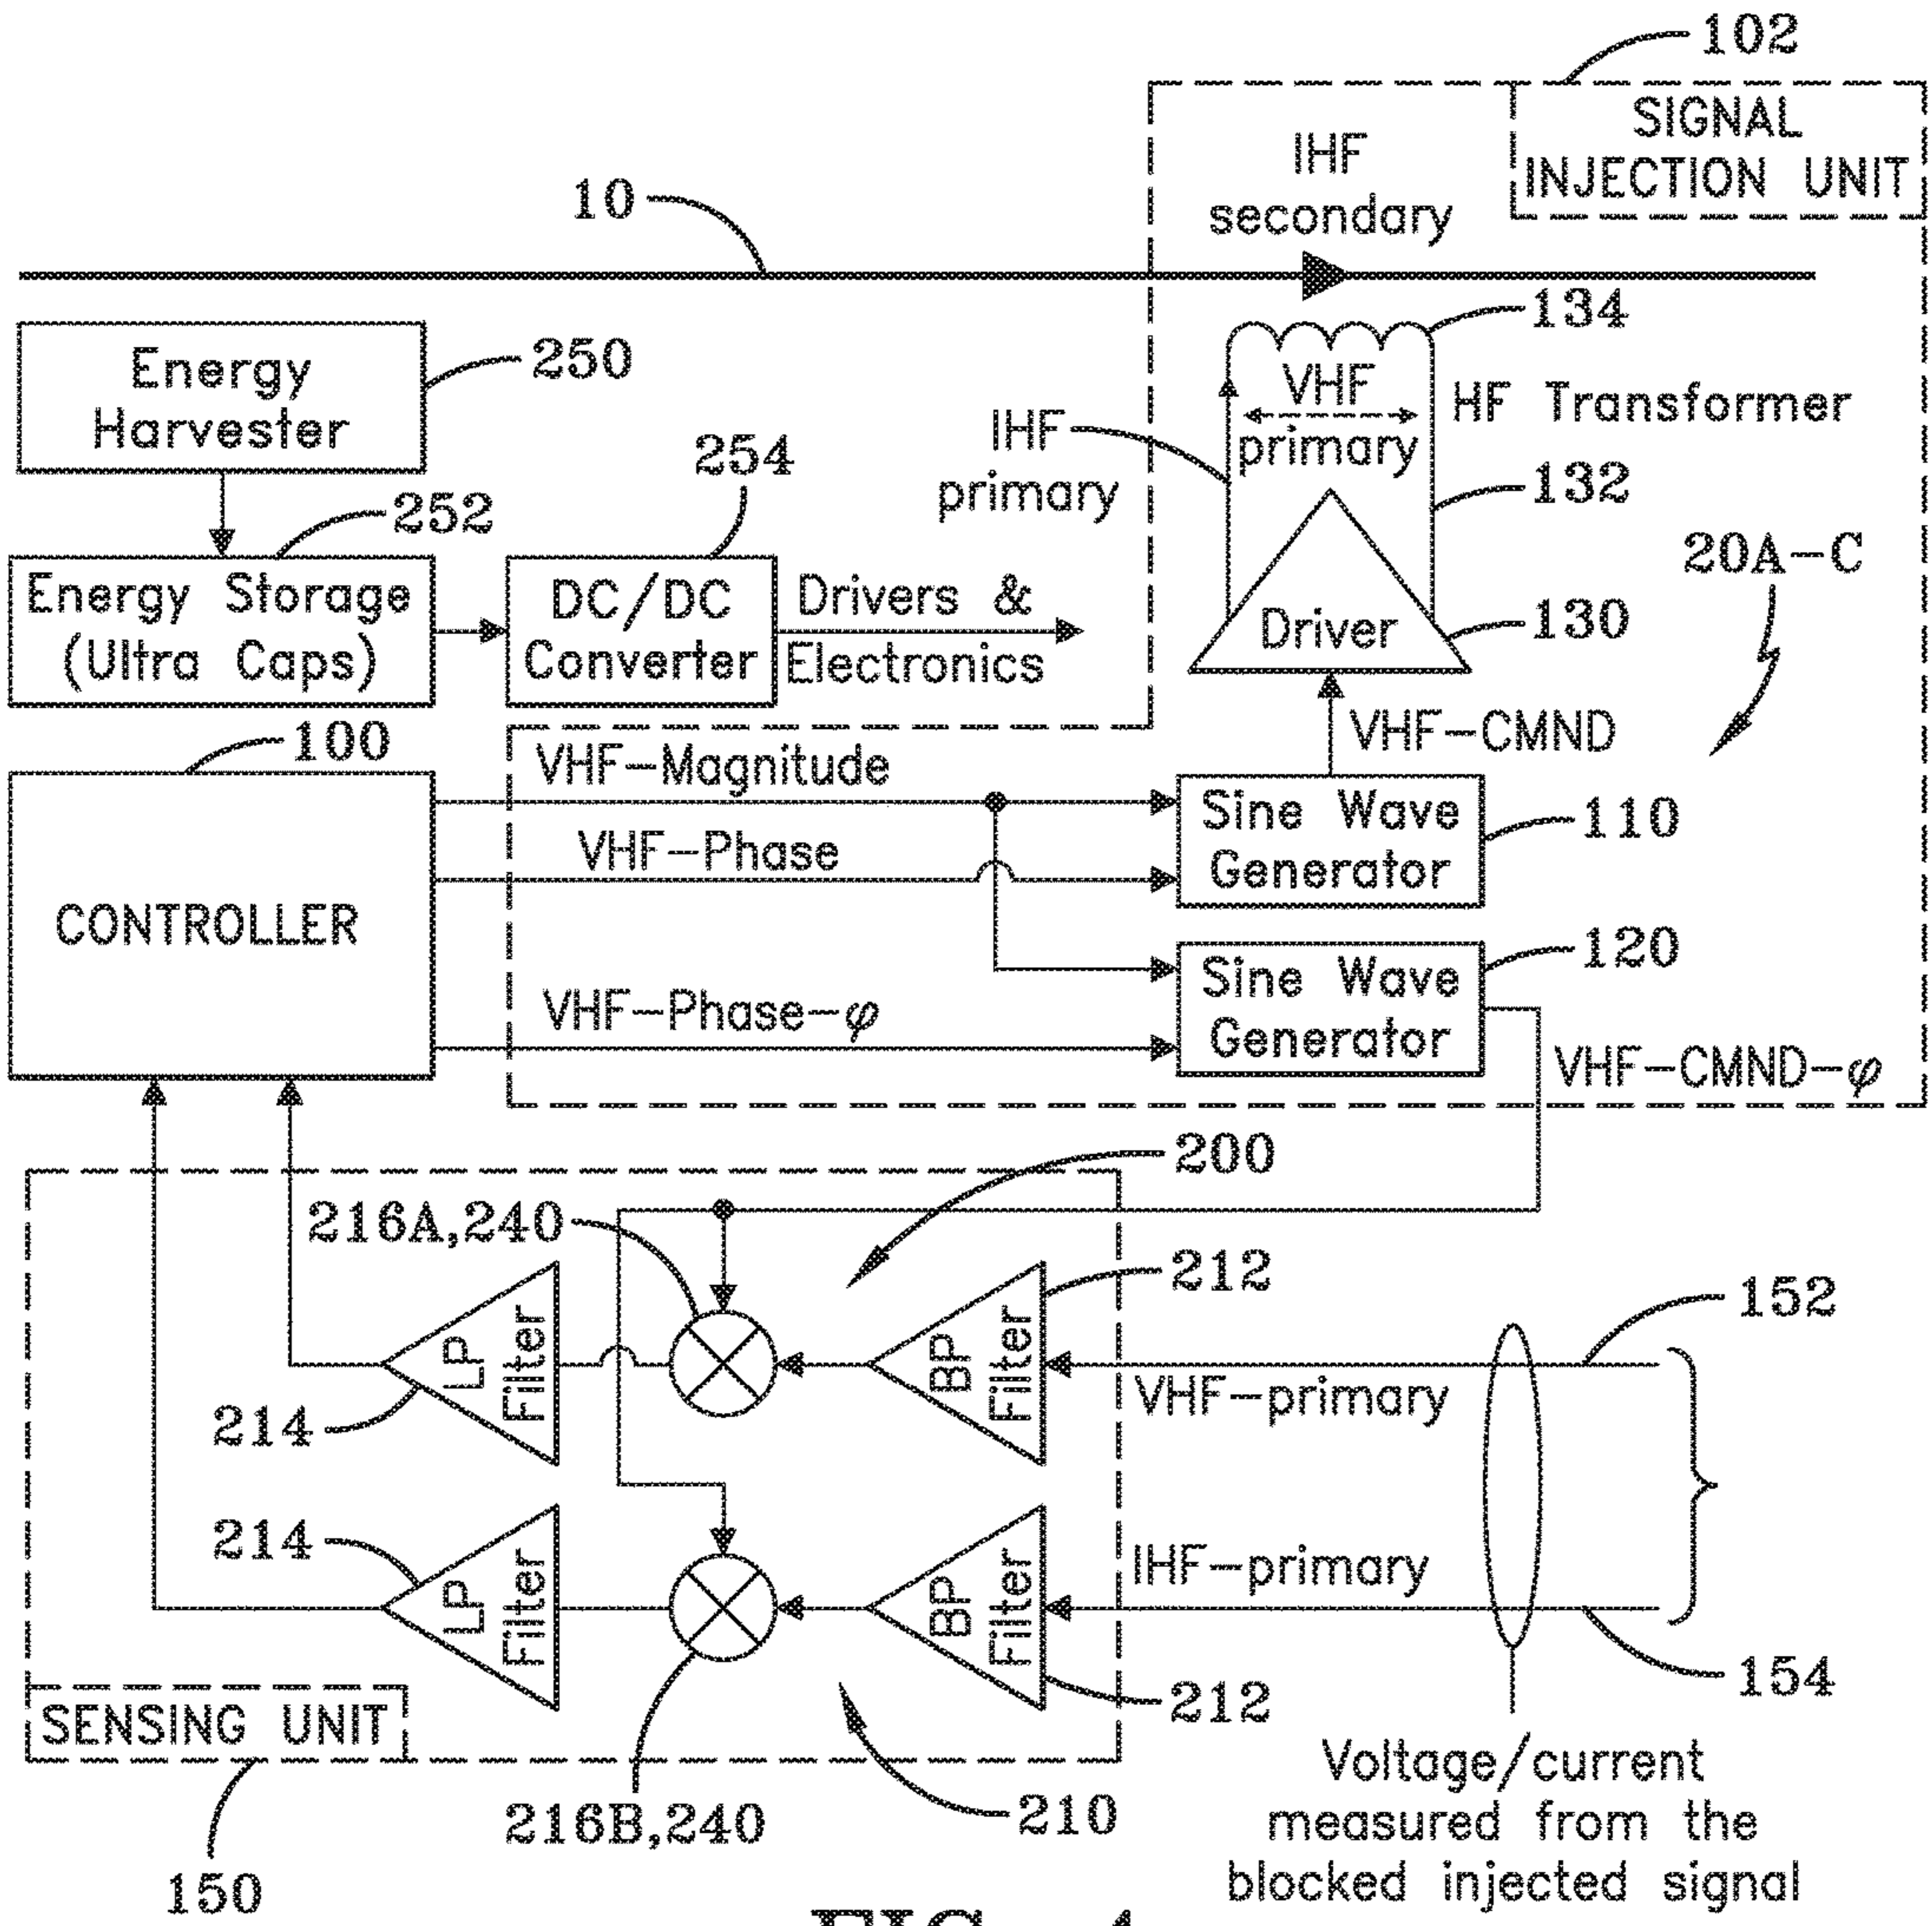 102
SIGNAL
INJECTION UNIT
IHF
secondary
10
134
Energy
Harvester
250
VHF
primary
HF Transformer
IHF
primary
254
132
252
20A-C
Energy Storage
(Ultra Caps)
DC/DC
Converter
Drivers &
Electronics
Driver
130
100
VHF-CMND
VHF-Magnitude
Sine Wave
Generator
110
VHF-Phase
CONTROLLER
120
Sine Wave
Generator
VHF-Phase-φ
VHF-CMND-φ
200
216A,240
212
152
LP
Filter
BP
Filter
VHF-primary
214
214
LP
Filter
BP
Filter
IHF-primary
154
212
SENSING UNIT
216B,240
210
150
Voltage/current
measured from the
blocked injected signal